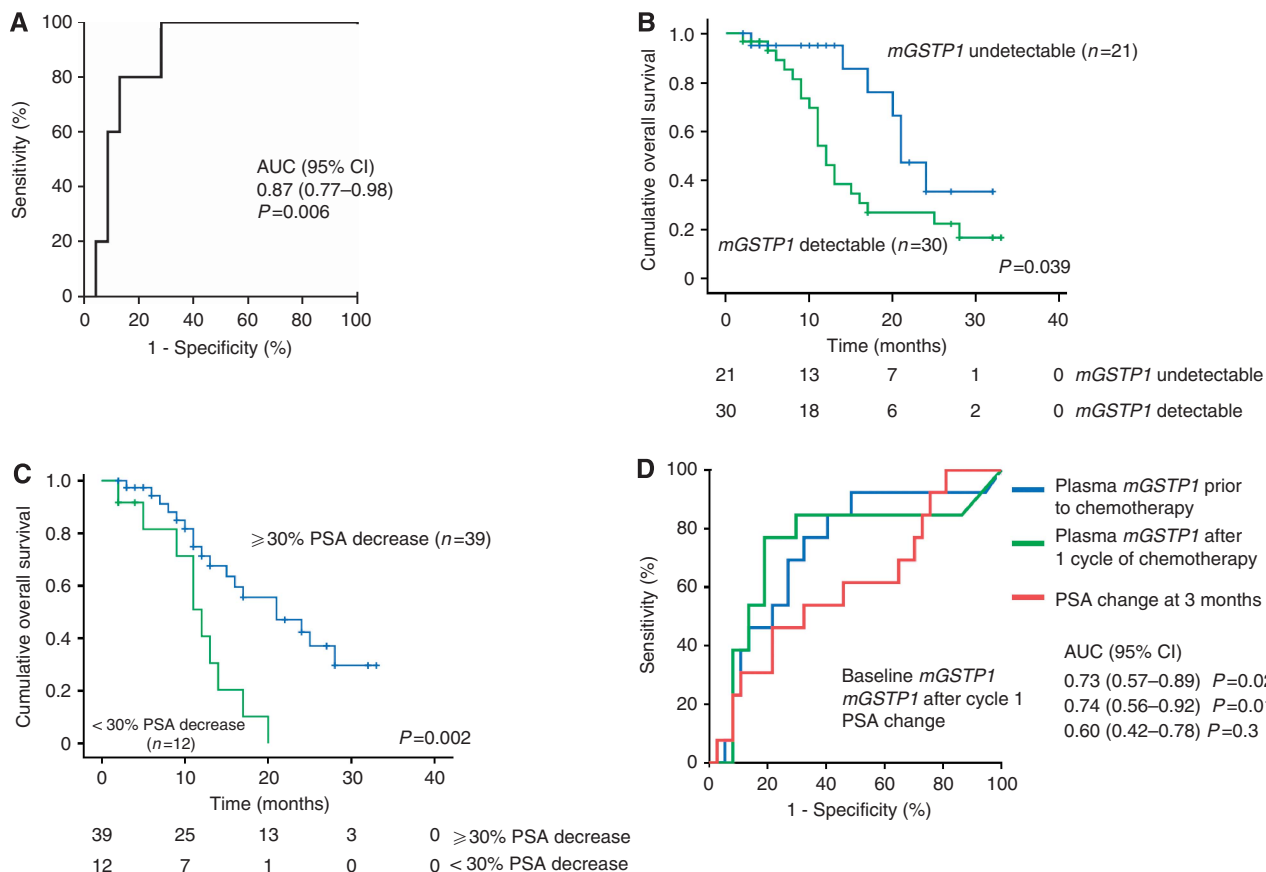 A
100
80
60
40
20
0
Sensitivity (%)
AUC (95% CI)
0.87 (0.77–0.98)
P=0.006
0 20 40 60 80 100
1 - Specificity (%)
B
1.0
0.8
0.6
0.4
0.2
0
Cumulative overall survival
mGSTP1 undetectable (n=21)
mGSTP1 detectable (n=30)
P=0.039
0 10 20 30 40
Time (months)
21 13 7 1 0 mGSTP1 undetectable
30 18 6 2 0 mGSTP1 detectable
C
1.0
0.8
0.6
0.4
0.2
0
Cumulative overall survival
⩾30% PSA decrease (n=39)
<30% PSA decrease
(n=12)
P=0.002
0 10 20 30 40
Time (months)
39 25 13 3 0 ⩾30% PSA decrease
12 7 1 0 0 <30% PSA decrease
D
100
80
60
40
20
0
Sensitivity (%)
Plasma mGSTP1 prior
to chemotherapy
Plasma mGSTP1 after
1 cycle of chemotherapy
PSA change at 3 months
AUC (95% CI)
Baseline mGSTP1 0.73 (0.57–0.89) P=0.02
mGSTP1 after cycle 1 0.74 (0.56–0.92) P=0.01
PSA change 0.60 (0.42–0.78) P=0.3
0 20 40 60 80 100
1 - Specificity (%)